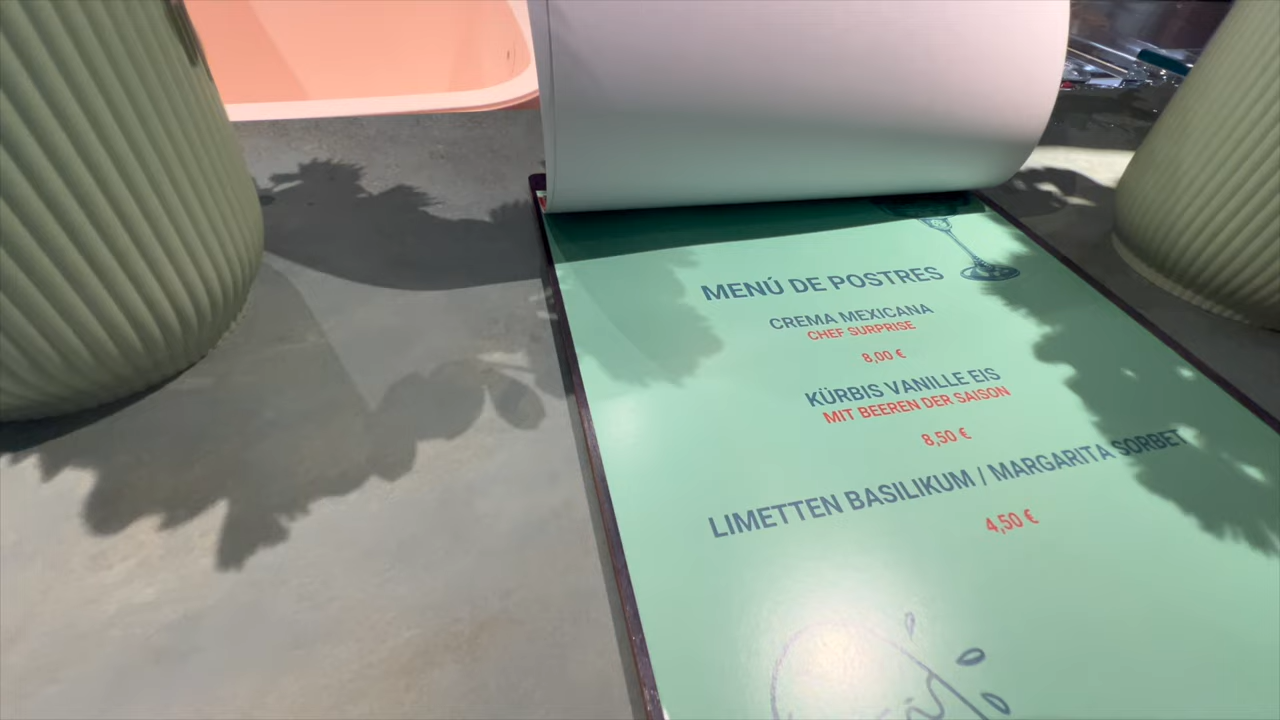 MENÚ DE POSTRES
CREMA MEXICANA
CHEF SURPRISE
8,00 €
KÜRBIS VANILLE EIS
MIT BEEREN DER SAISON
8,50 €
LIMETTEN BASILIKUM / MARGARITA SORBET
4,50 €